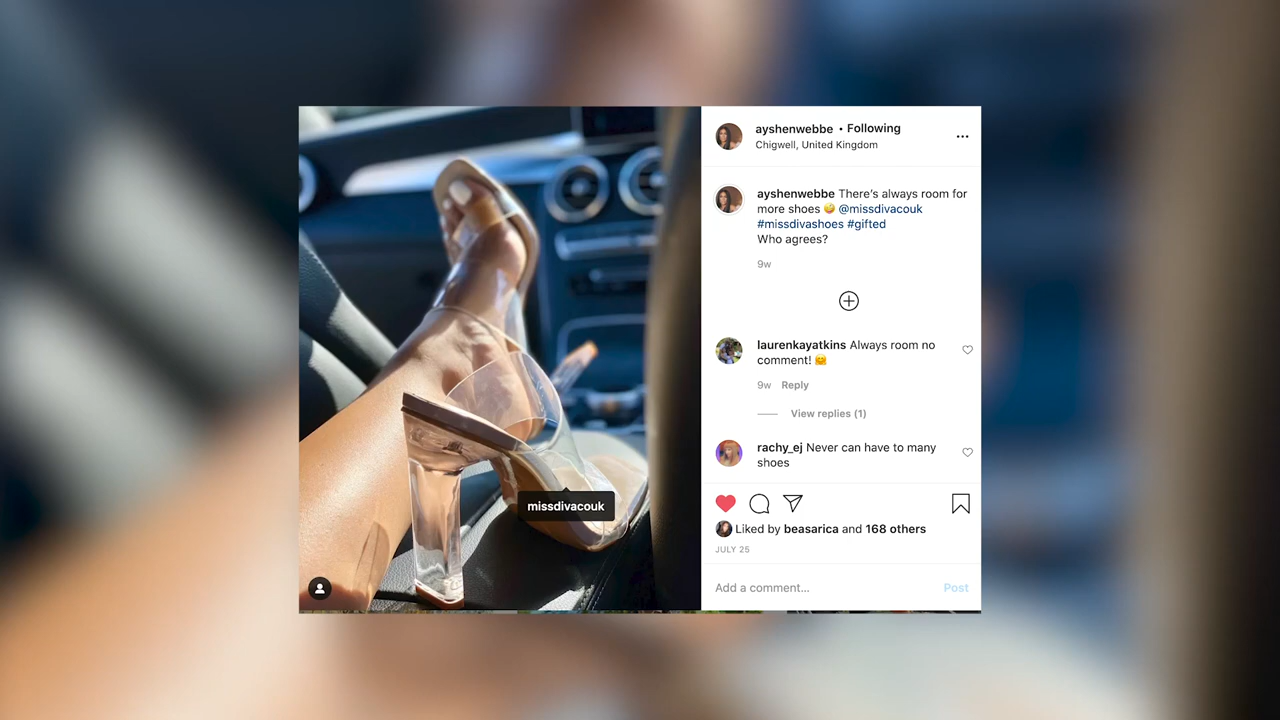 ayshenwebbe • Following
Chigwell, United Kingdom
ayshenwebbe There's always room for
more shoes 🤪 @missdivacouk
#missdivashoes #gifted
Who agrees?
9w
laurenkayatkins Always room no
comment! 🤗
9w Reply
View replies (1)
rachy_ej Never can have to many
shoes
missdivacouk
Liked by beasarica and 168 others
JULY 25
Add a comment... Post